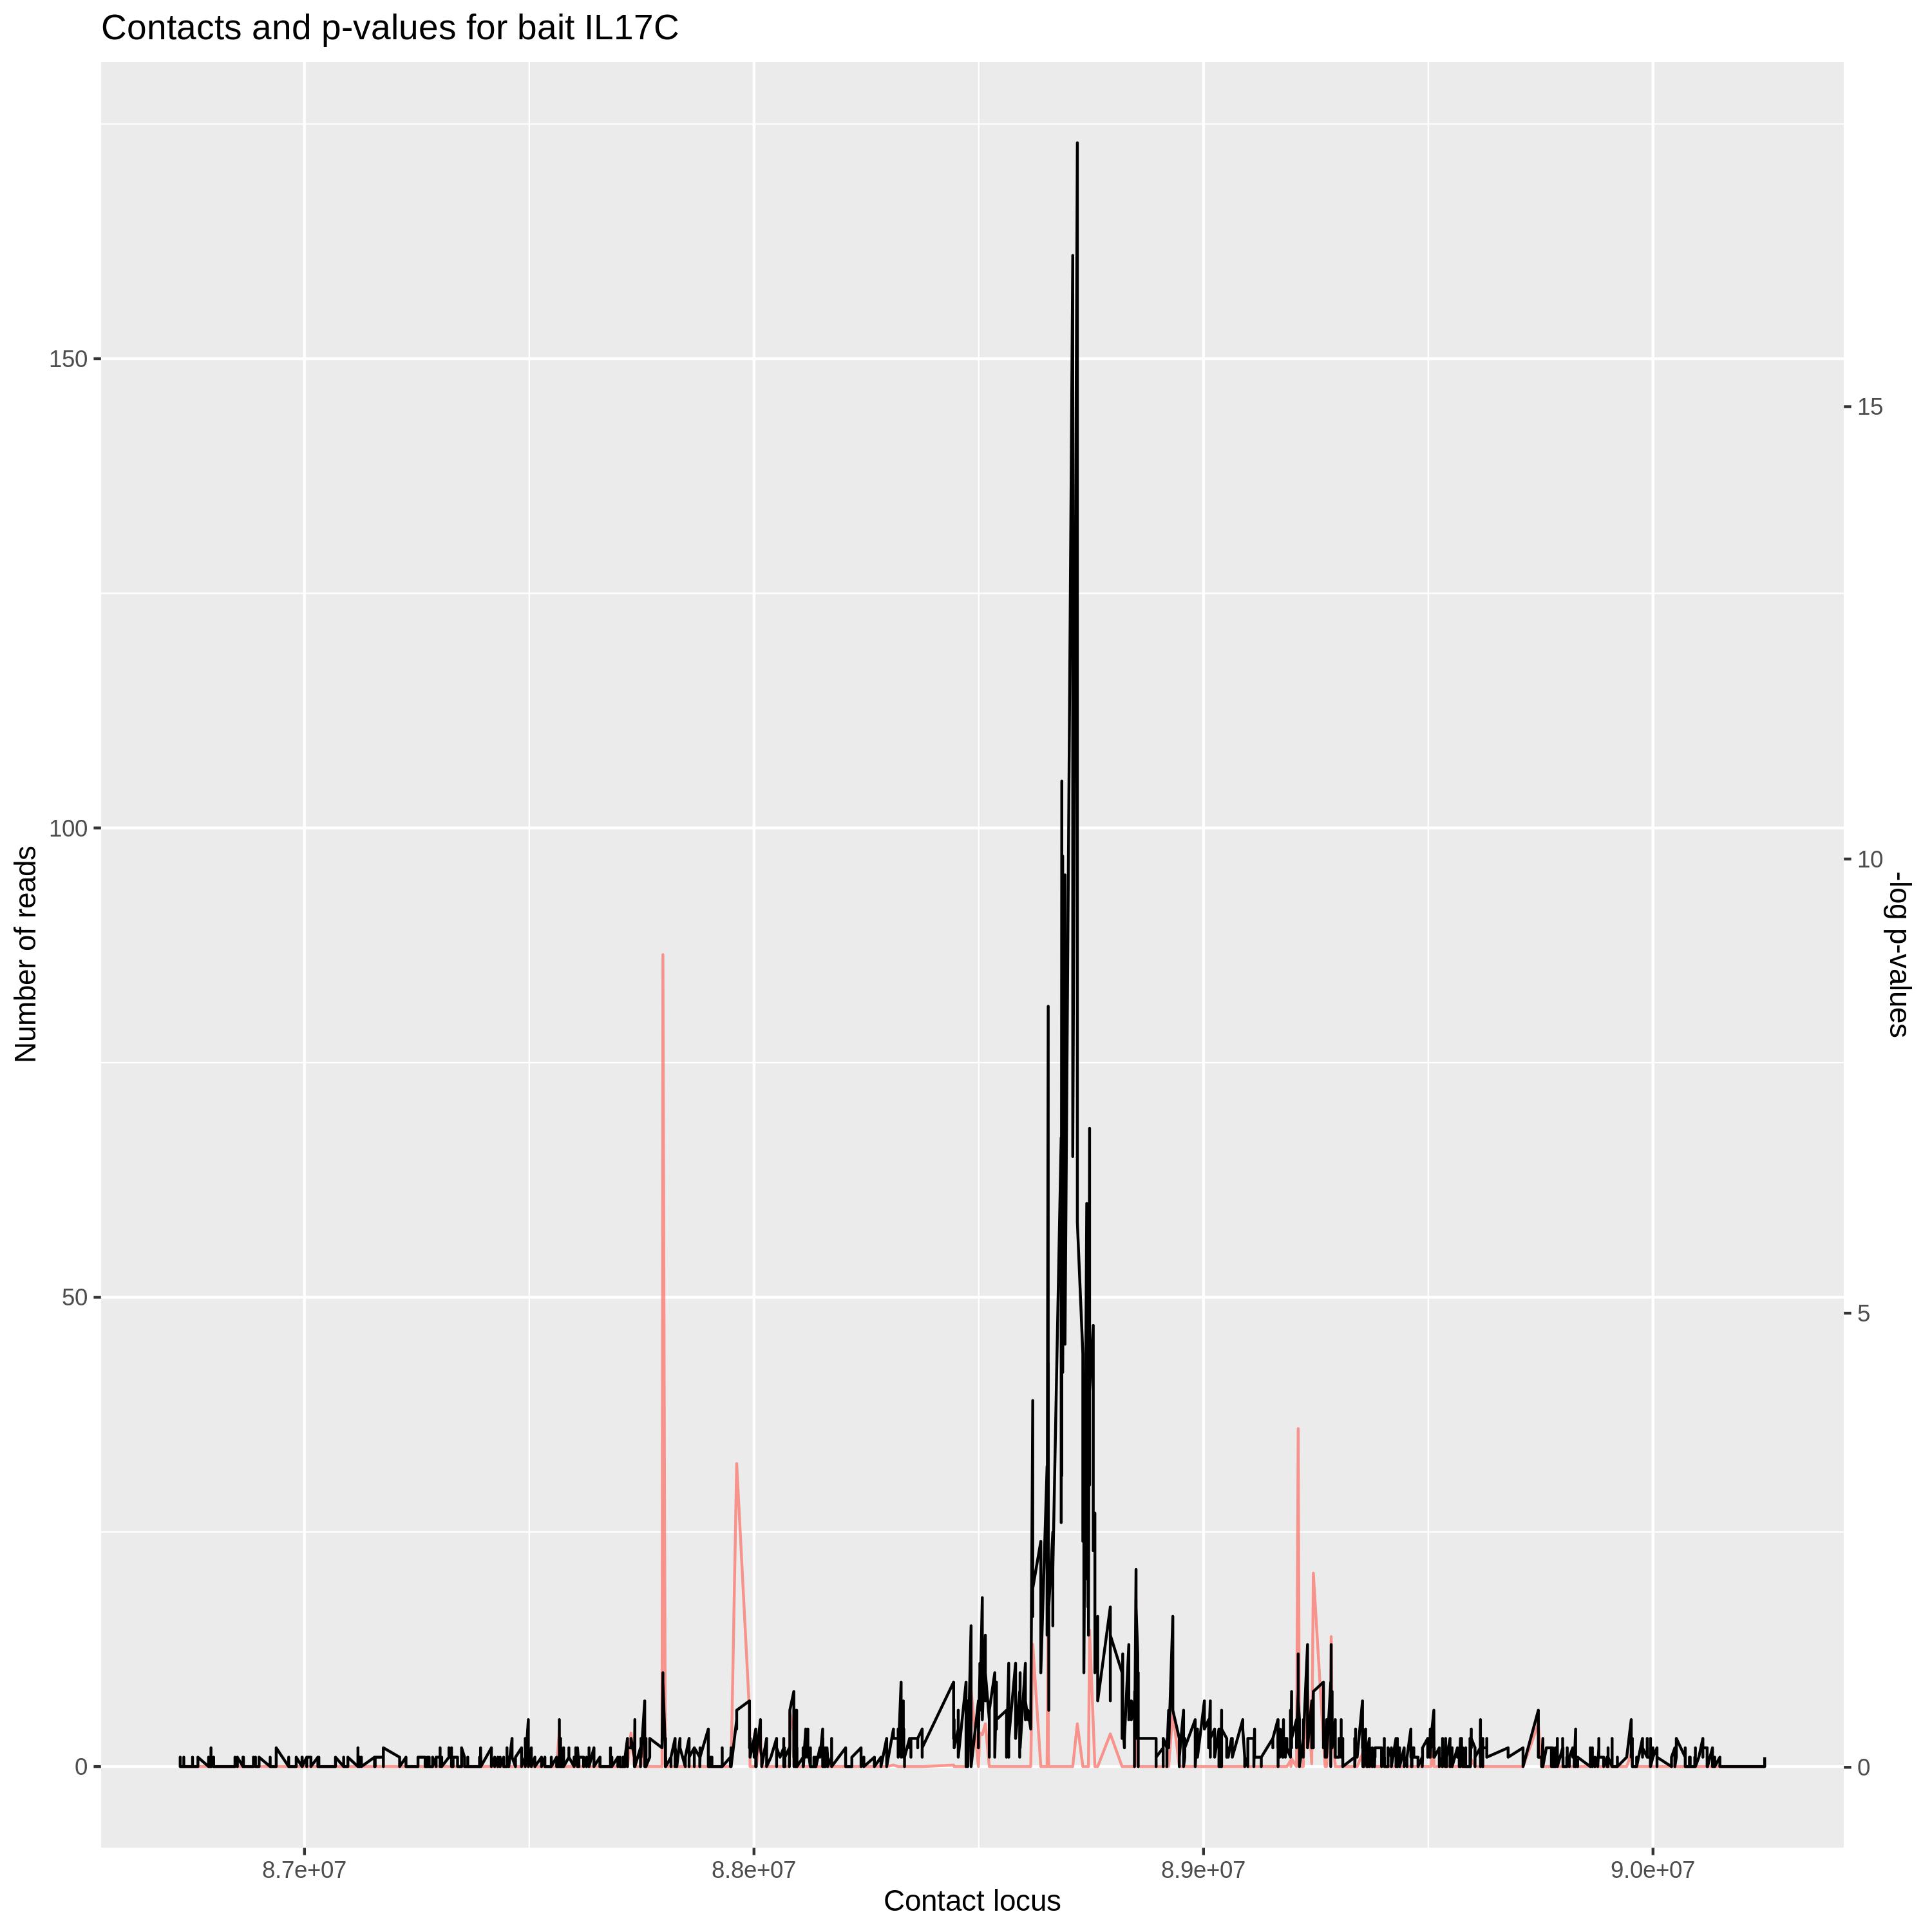 Contacts and p-values for bait IL17C
150
100
50
0
Number of reads
15
10
5
0
-log p-values
8.7e+07
8.8e+07
8.9e+07
9.0e+07
Contact locus